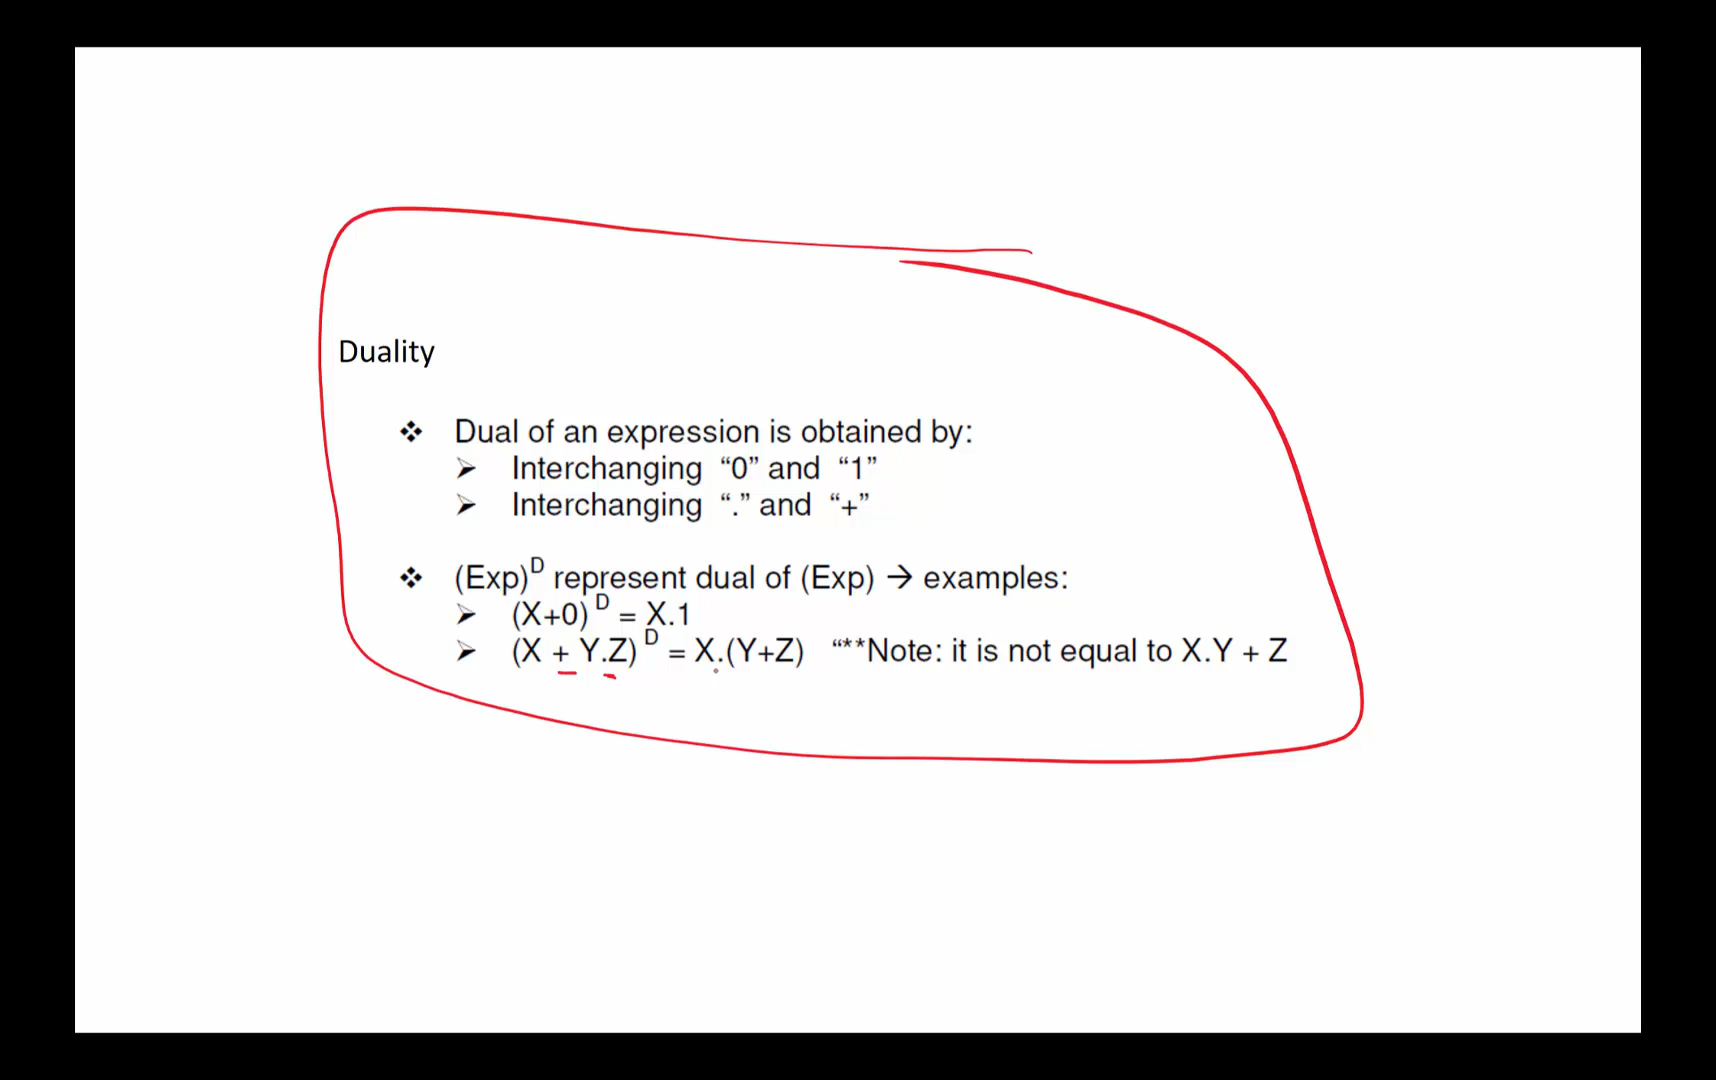 Duality
❖ Dual of an expression is obtained by:
➢ Interchanging “0” and “1”
➢ Interchanging “.” and “+”
❖ (Exp)ᴰ represent dual of (Exp) → examples:
➢ (X+0)ᴰ = X.1
➢ (X + Y.Z)ᴰ = X.(Y+Z) “**Note: it is not equal to X.Y + Z